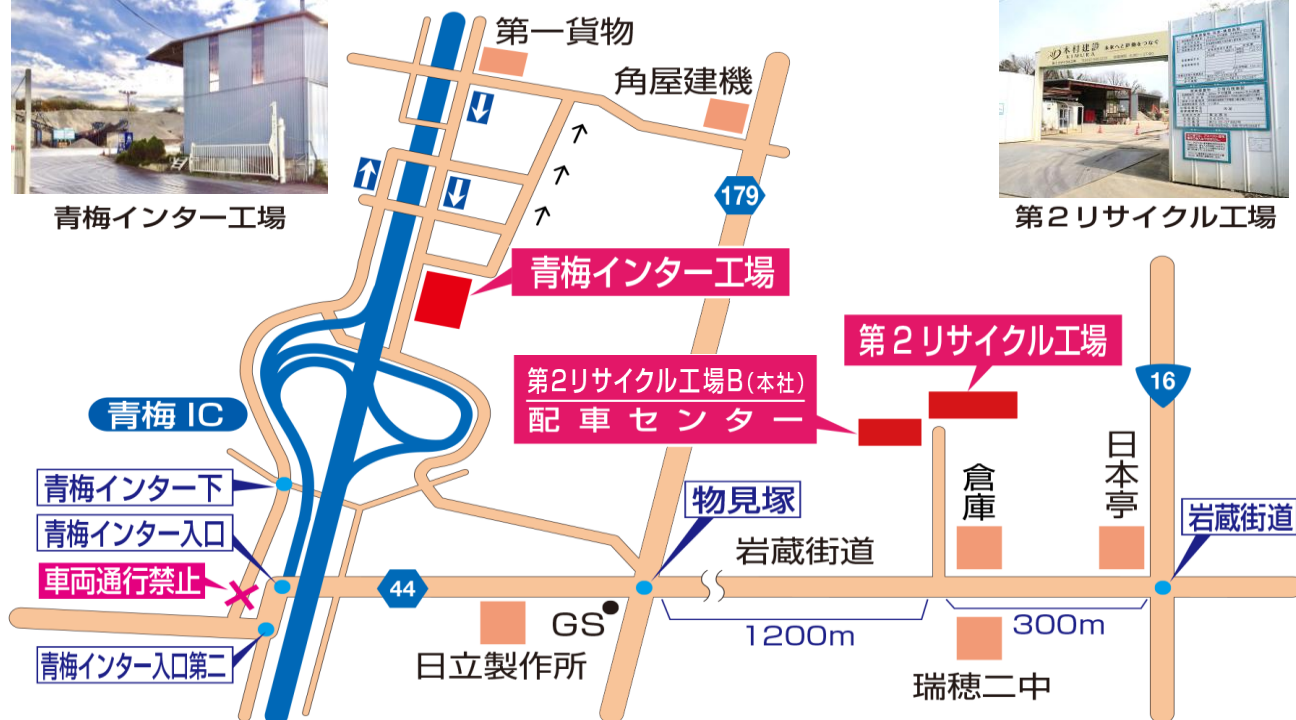 第一貨物
角屋建機
木村建設
KIMURA
青梅インター工場
179
第2リサイクル工場
青梅インター工場
第2リサイクル工場
16
第2リサイクル工場B(本社)
配車センター
青梅 IC
日本亭
倉庫
青梅インター下
物見塚
岩蔵街道
青梅インター入口
岩蔵街道
車両通行禁止
44
GS
1200m
300m
青梅インター入口第二
日立製作所
瑞穂二中